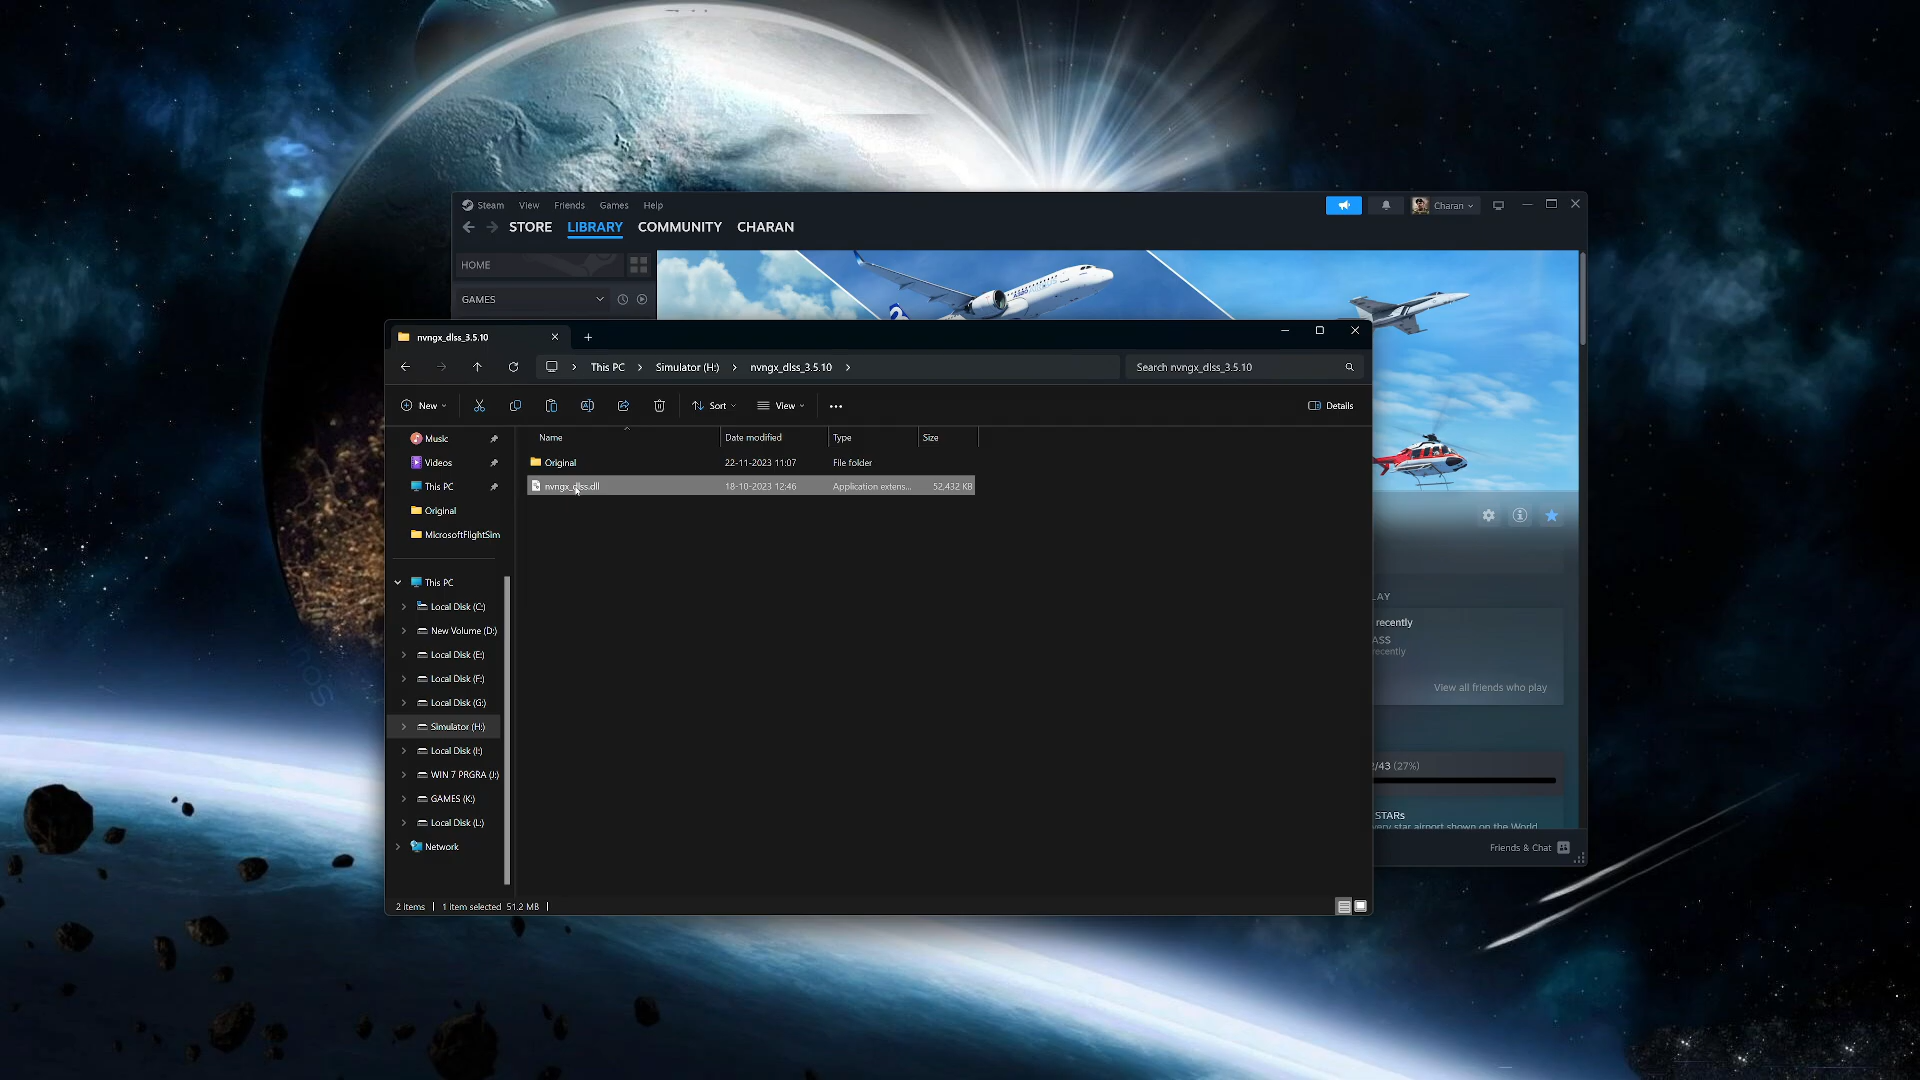 Steam View Friends Games Help
Charan
STORE LIBRARY COMMUNITY CHARAN
HOME
GAMES
nvngx_dlss_3.5.10
This PC Simulator (H:) nvngx_dlss_3.5.10
Search nvngx_dlss_3.5.10
New Sort View Details
Name Date modified Type Size
Original 22-11-2023 11:07 File folder
nvngx_dlss.dll 18-10-2023 12:46 Application extens... 52,432 KB
Music
Videos
This PC
Original
MicrosoftFlightSim
This PC
Local Disk (C:)
New Volume (D:)
Local Disk (E:)
Local Disk (F:)
Local Disk (G:)
Simulator (H:)
Local Disk (I:)
WIN 7 PRGRA (J:)
GAMES (K:)
Local Disk (L:)
Network
2 items 1 item selected 51.2 MB
LAY
recently
ASS
recently
View all friends who play
/43 (27%)
STARs
very star airport shown on the World
Friends & Chat